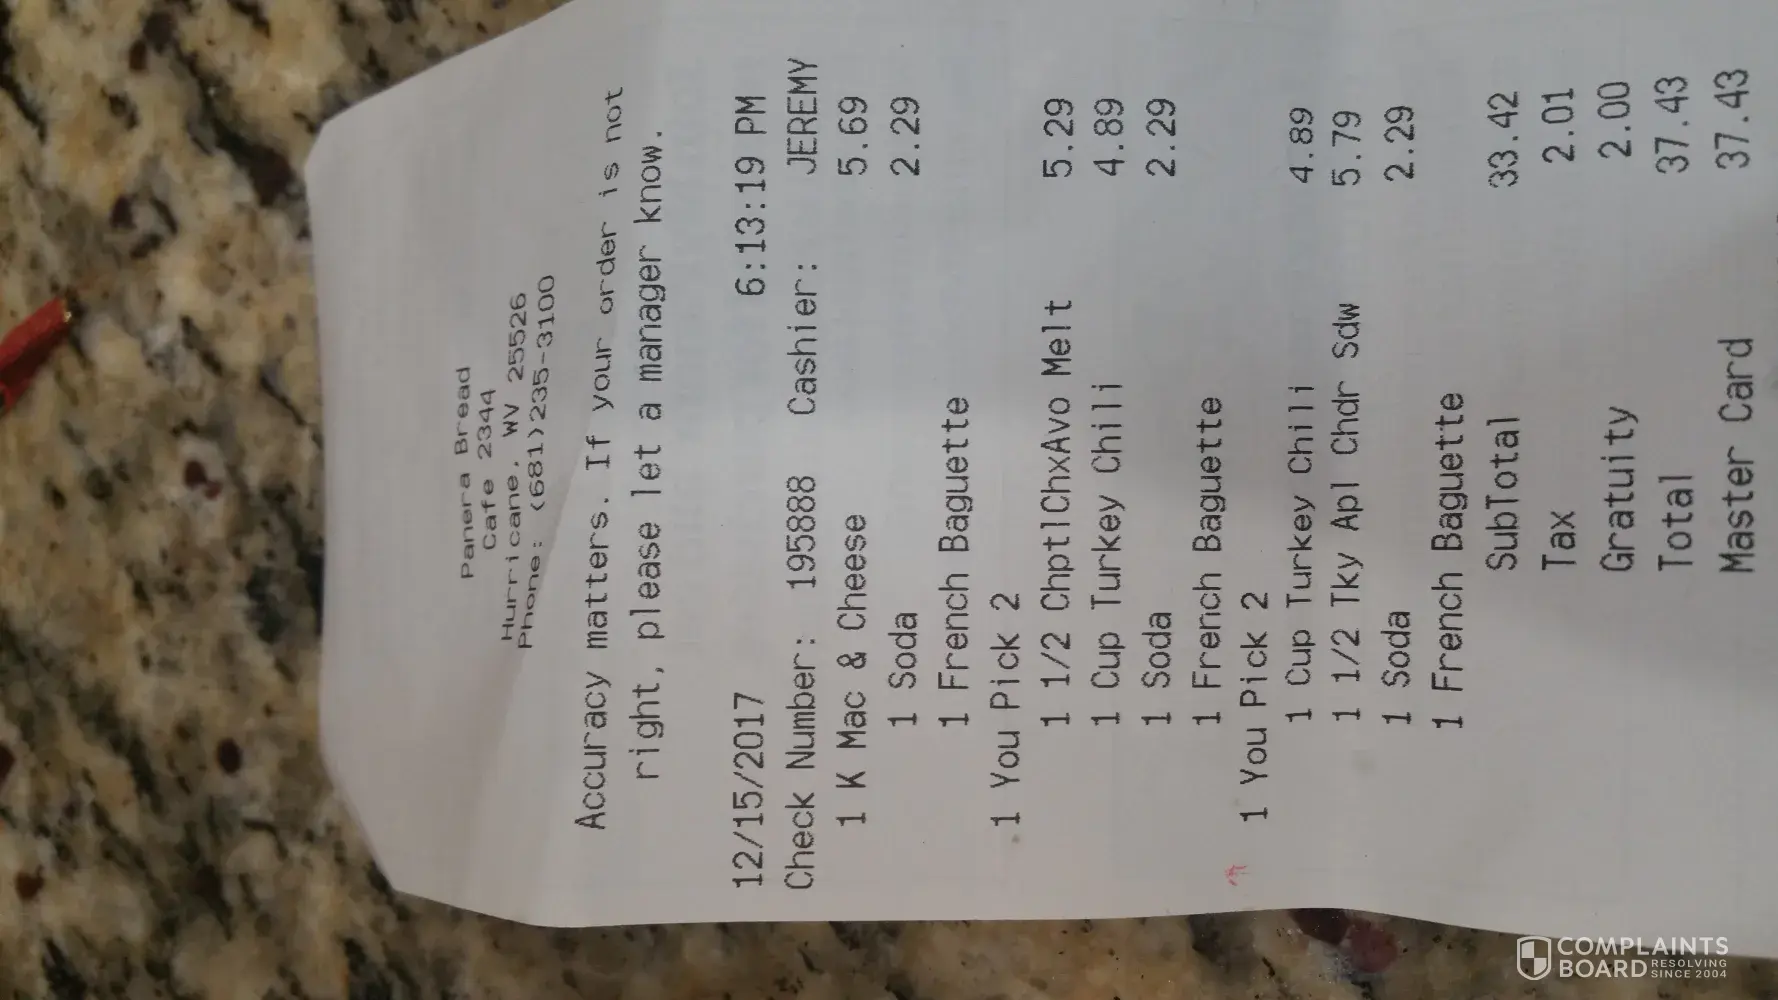 Panera Bread
Cafe 2344
Hurricane, WV 25526
Phone: (681)235-3100
Accuracy matters. If your order is not
right, please let a manager know.
12/15/2017 6:13:19 PM
Check Number: 195888 Cashier: JEREMY
1 K Mac & Cheese 5.69
1 Soda 2.29
1 French Baguette
1 You Pick 2
1 1/2 ChptlChxAvo Melt 5.29
1 Cup Turkey Chili 4.89
1 Soda 2.29
1 French Baguette
1 You Pick 2
1 Cup Turkey Chili 4.89
1 1/2 Tky Apl Chdr Sdw 5.79
1 Soda 2.29
1 French Baguette
SubTotal 33.42
Tax 2.01
Gratuity 2.00
Total 37.43
Master Card 37.43
COMPLAINTS
BOARD RESOLVING
SINCE 2004